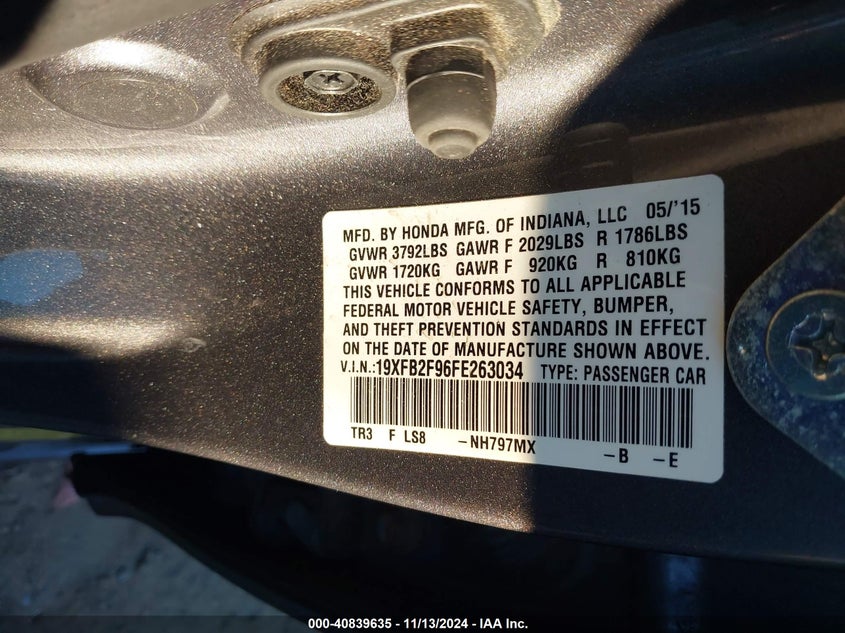 MFD. BY HONDA MFG. OF INDIANA, LLC 05/'15
GVWR 3792LBS GAWR F 2029LBS R 1786LBS
GVWR 1720KG GAWR F 920KG R 810KG
THIS VEHICLE CONFORMS TO ALL APPLICABLE
FEDERAL MOTOR VEHICLE SAFETY, BUMPER,
AND THEFT PREVENTION STANDARDS IN EFFECT
ON THE DATE OF MANUFACTURE SHOWN ABOVE.
V.I.N.:19XFB2F96FE263034 TYPE: PASSENGER CAR
TR3 F LS8 -NH797MX
-B -E
000-40839635 - 11/13/2024 - IAA Inc.